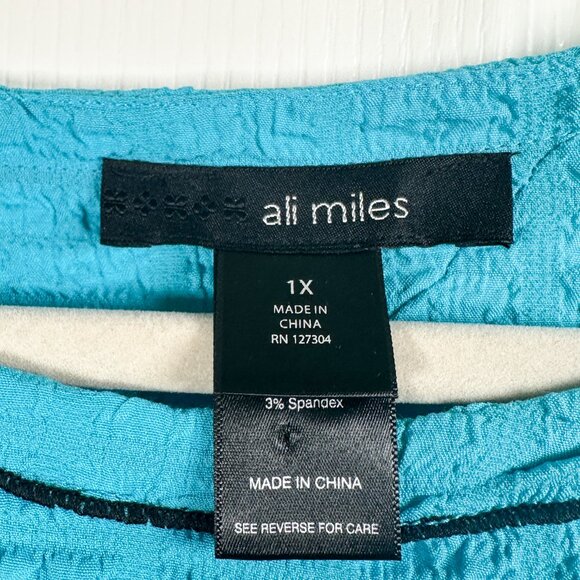 ali miles
1X
MADE IN
CHINA
RN 127304
3% Spandex
MADE IN CHINA
SEE REVERSE FOR CARE